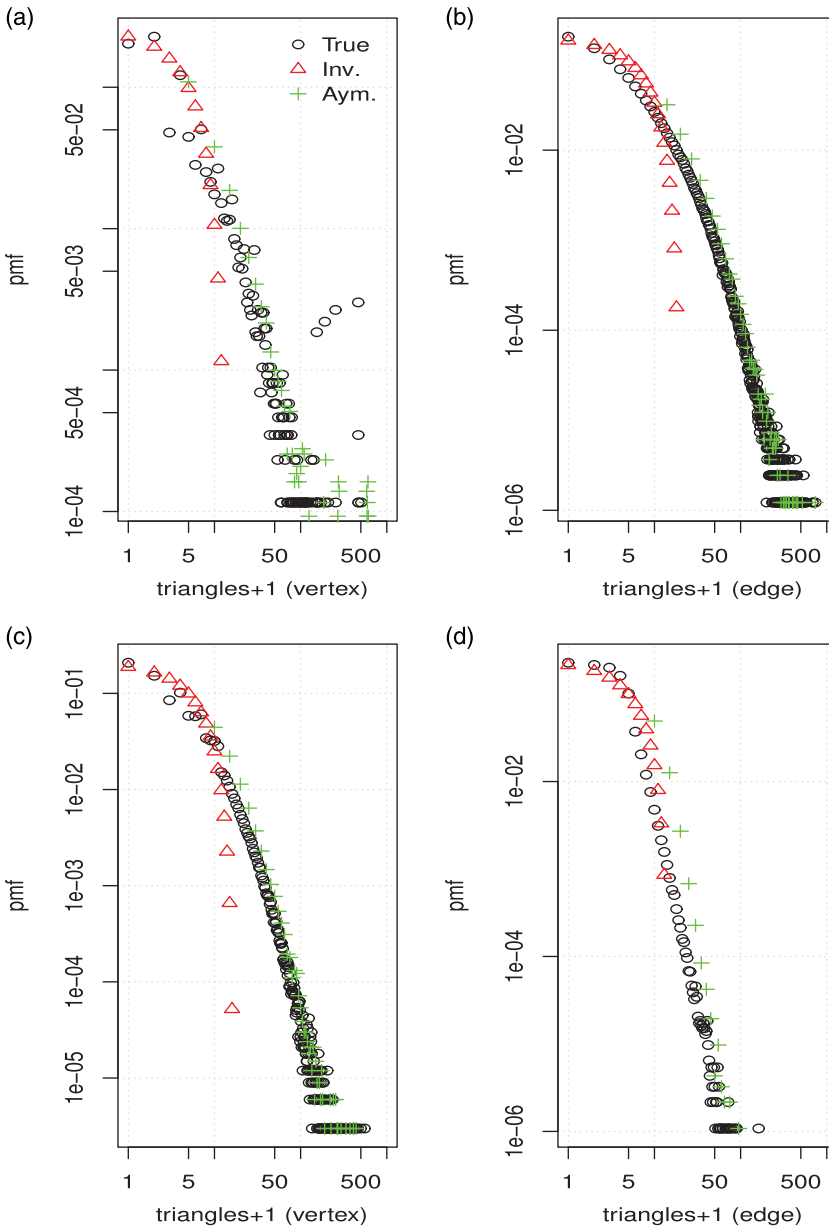 (a)
True
Inv.
Aym.
pmf
5e-02
5e-03
5e-04
1e-04
1 5 50 500
triangles+1 (vertex)
(b)
pmf
1e-02
1e-04
1e-06
1 5 50 500
triangles+1 (edge)
(c)
pmf
1e-01
1e-02
1e-03
1e-04
1e-05
1 5 50 500
triangles+1 (vertex)
(d)
pmf
1e-02
1e-04
1e-06
1 5 50 500
triangles+1 (edge)